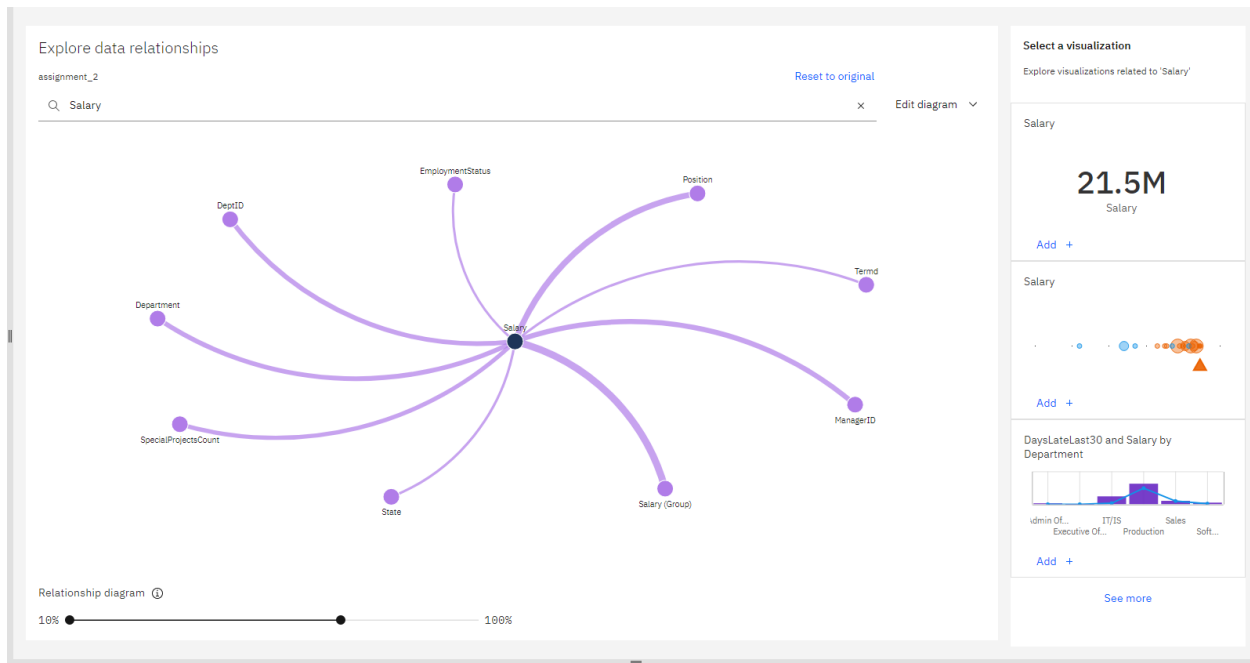 Explore data relationships
assignment_2
Reset to original
Salary
Edit diagram
EmploymentStatus
Position
DeptID
Termd
Department
Salary
ManagerID
SpecialProjectsCount
Salary (Group)
State
Relationship diagram
10%
100%
Select a visualization
Explore visualizations related to 'Salary'
Salary
21.5M
Salary
Add +
Salary
Add +
DaysLateLast30 and Salary by
Department
Admin Of... IT/IS Sales
Executive Of... Production Soft...
Add +
See more